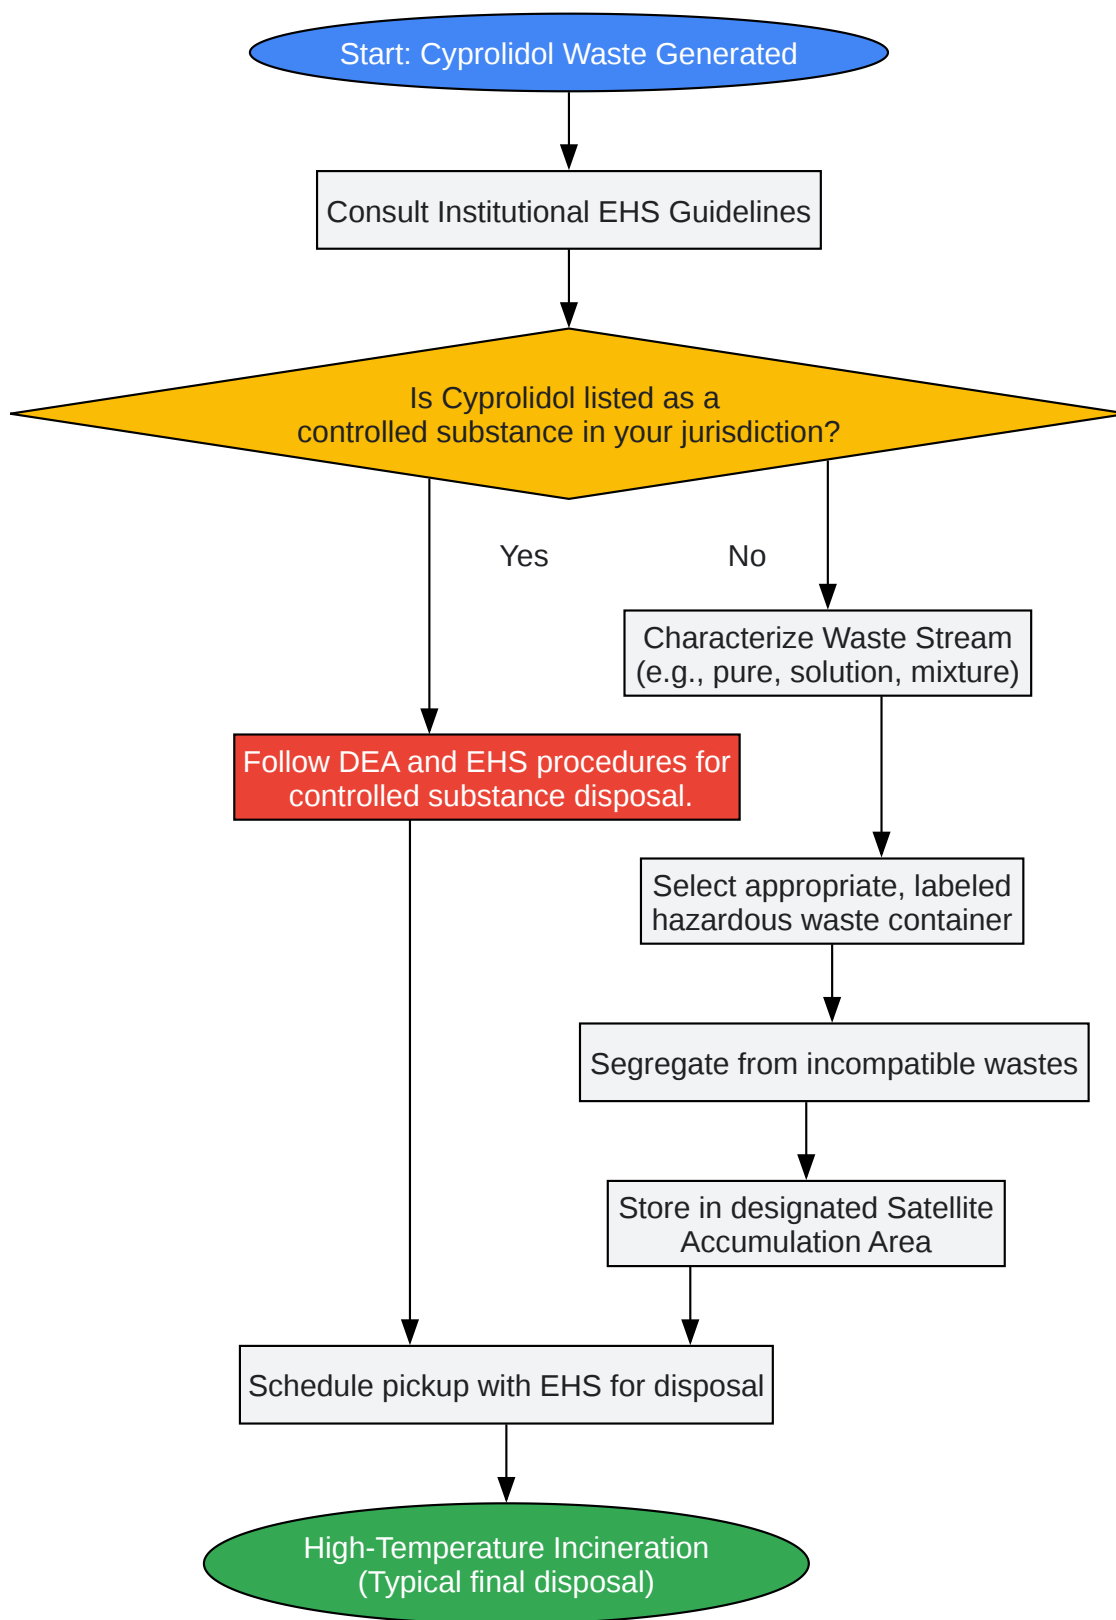 Start: Cyprolidol Waste Generated
Consult Institutional EHS Guidelines
Is Cyprolidol listed as a
controlled substance in your jurisdiction?
Yes
No
Characterize Waste Stream
(e.g., pure, solution, mixture)
Follow DEA and EHS procedures for
controlled substance disposal.
Select appropriate, labeled
hazardous waste container
Segregate from incompatible wastes
Store in designated Satellite
Accumulation Area
Schedule pickup with EHS for disposal
High-Temperature Incineration
(Typical final disposal)